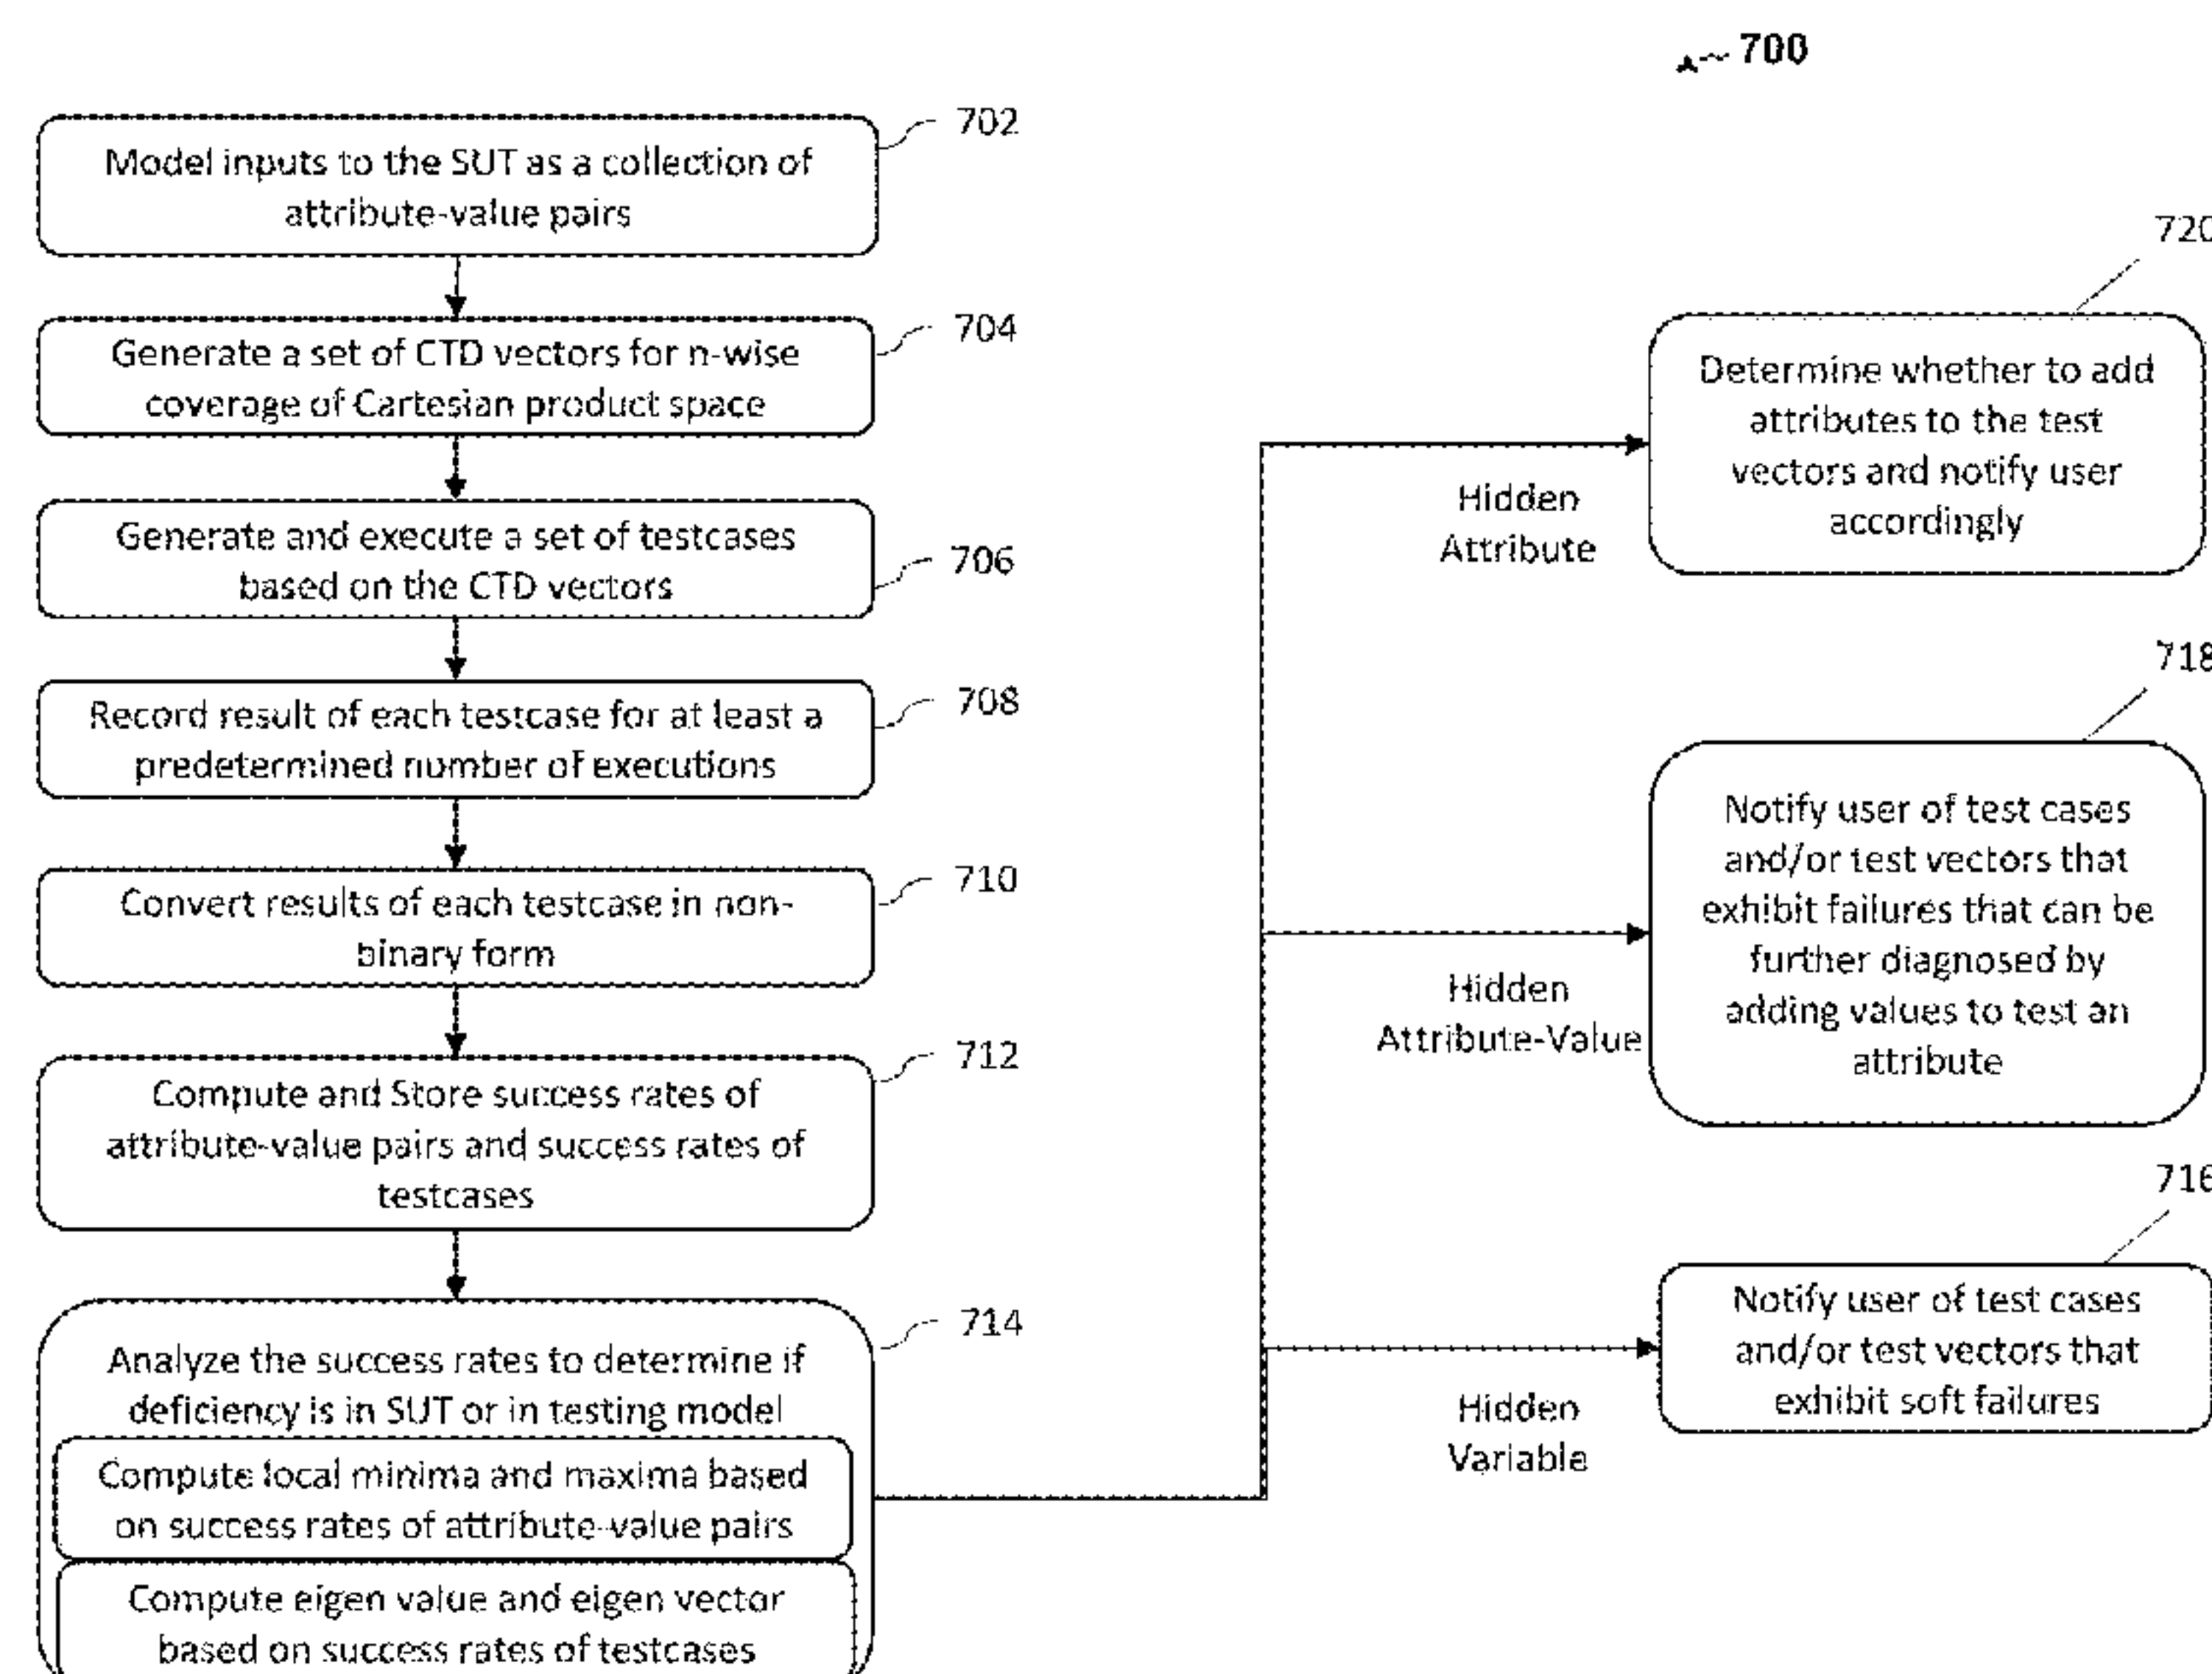 700
702
Model inputs to the SUT as a collection of
attribute-value pairs
704
Generate a set of CTD vectors for n-wise
coverage of Cartesian product space
706
Generate and execute a set of testcases
based on the CTD vectors
708
Record result of each testcase for at least a
predetermined number of executions
710
Convert results of each testcase in non-
binary form
712
Compute and Store success rates of
attribute-value pairs and success rates of
testcases
714
Analyze the success rates to determine if
deficiency is in SUT or in testing model
Compute local minima and maxima based
on success rates of attribute-value pairs
Compute eigen value and eigen vector
based on success rates of testcases
Hidden
Attribute
720
Determine whether to add
attributes to the test
vectors and notify user
accordingly
Hidden
Attribute-Value
718
Notify user of test cases
and/or test vectors that
exhibit failures that can be
further diagnosed by
adding values to test an
attribute
Hidden
Variable
716
Notify user of test cases
and/or test vectors that
exhibit soft failures